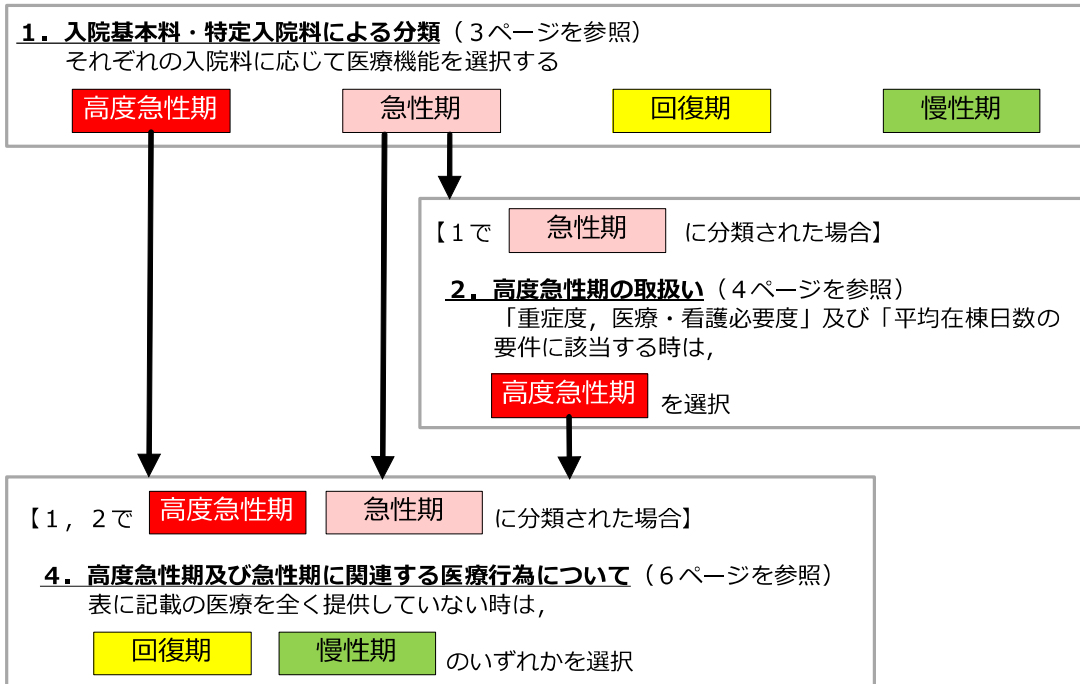 1．入院基本料・特定入院料による分類（３ページを参照）
それぞれの入院料に応じて医療機能を選択する
高度急性期 急性期 回復期 慢性期
【１で 急性期 に分類された場合】
2．高度急性期の取扱い（４ページを参照）
「重症度，医療・看護必要度」及び「平均在棟日数の
要件に該当する時は，
高度急性期 を選択
【１，２で 高度急性期 急性期 に分類された場合】
4．高度急性期及び急性期に関連する医療行為について（６ページを参照）
表に記載の医療を全く提供していない時は，
回復期 慢性期 のいずれかを選択